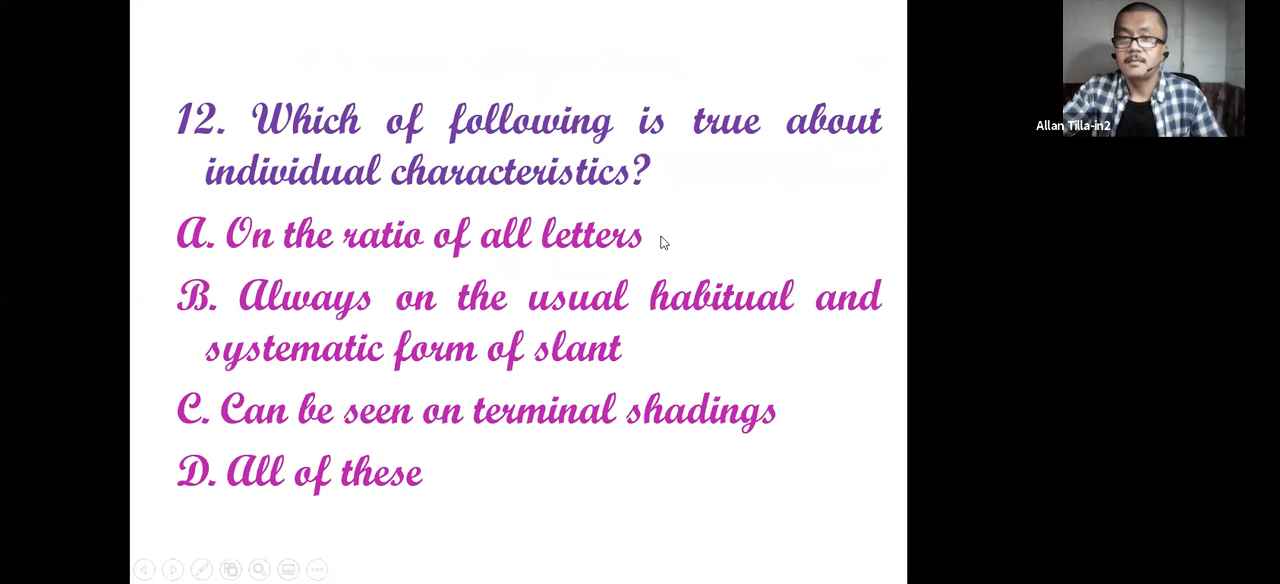 12. Which of following is true about
individual characteristics?
A. On the ratio of all letters
B. Always on the usual habitual and
systematic form of slant
C. Can be seen on terminal shadings
D. All of these
Allan Tilla-in2